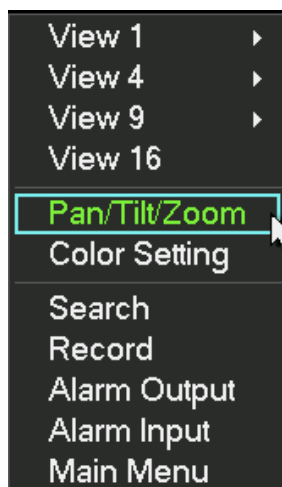 View 1
View 4
View 9
View 16
Pan/Tilt/Zoom
Color Setting
Search
Record
Alarm Output
Alarm Input
Main Menu